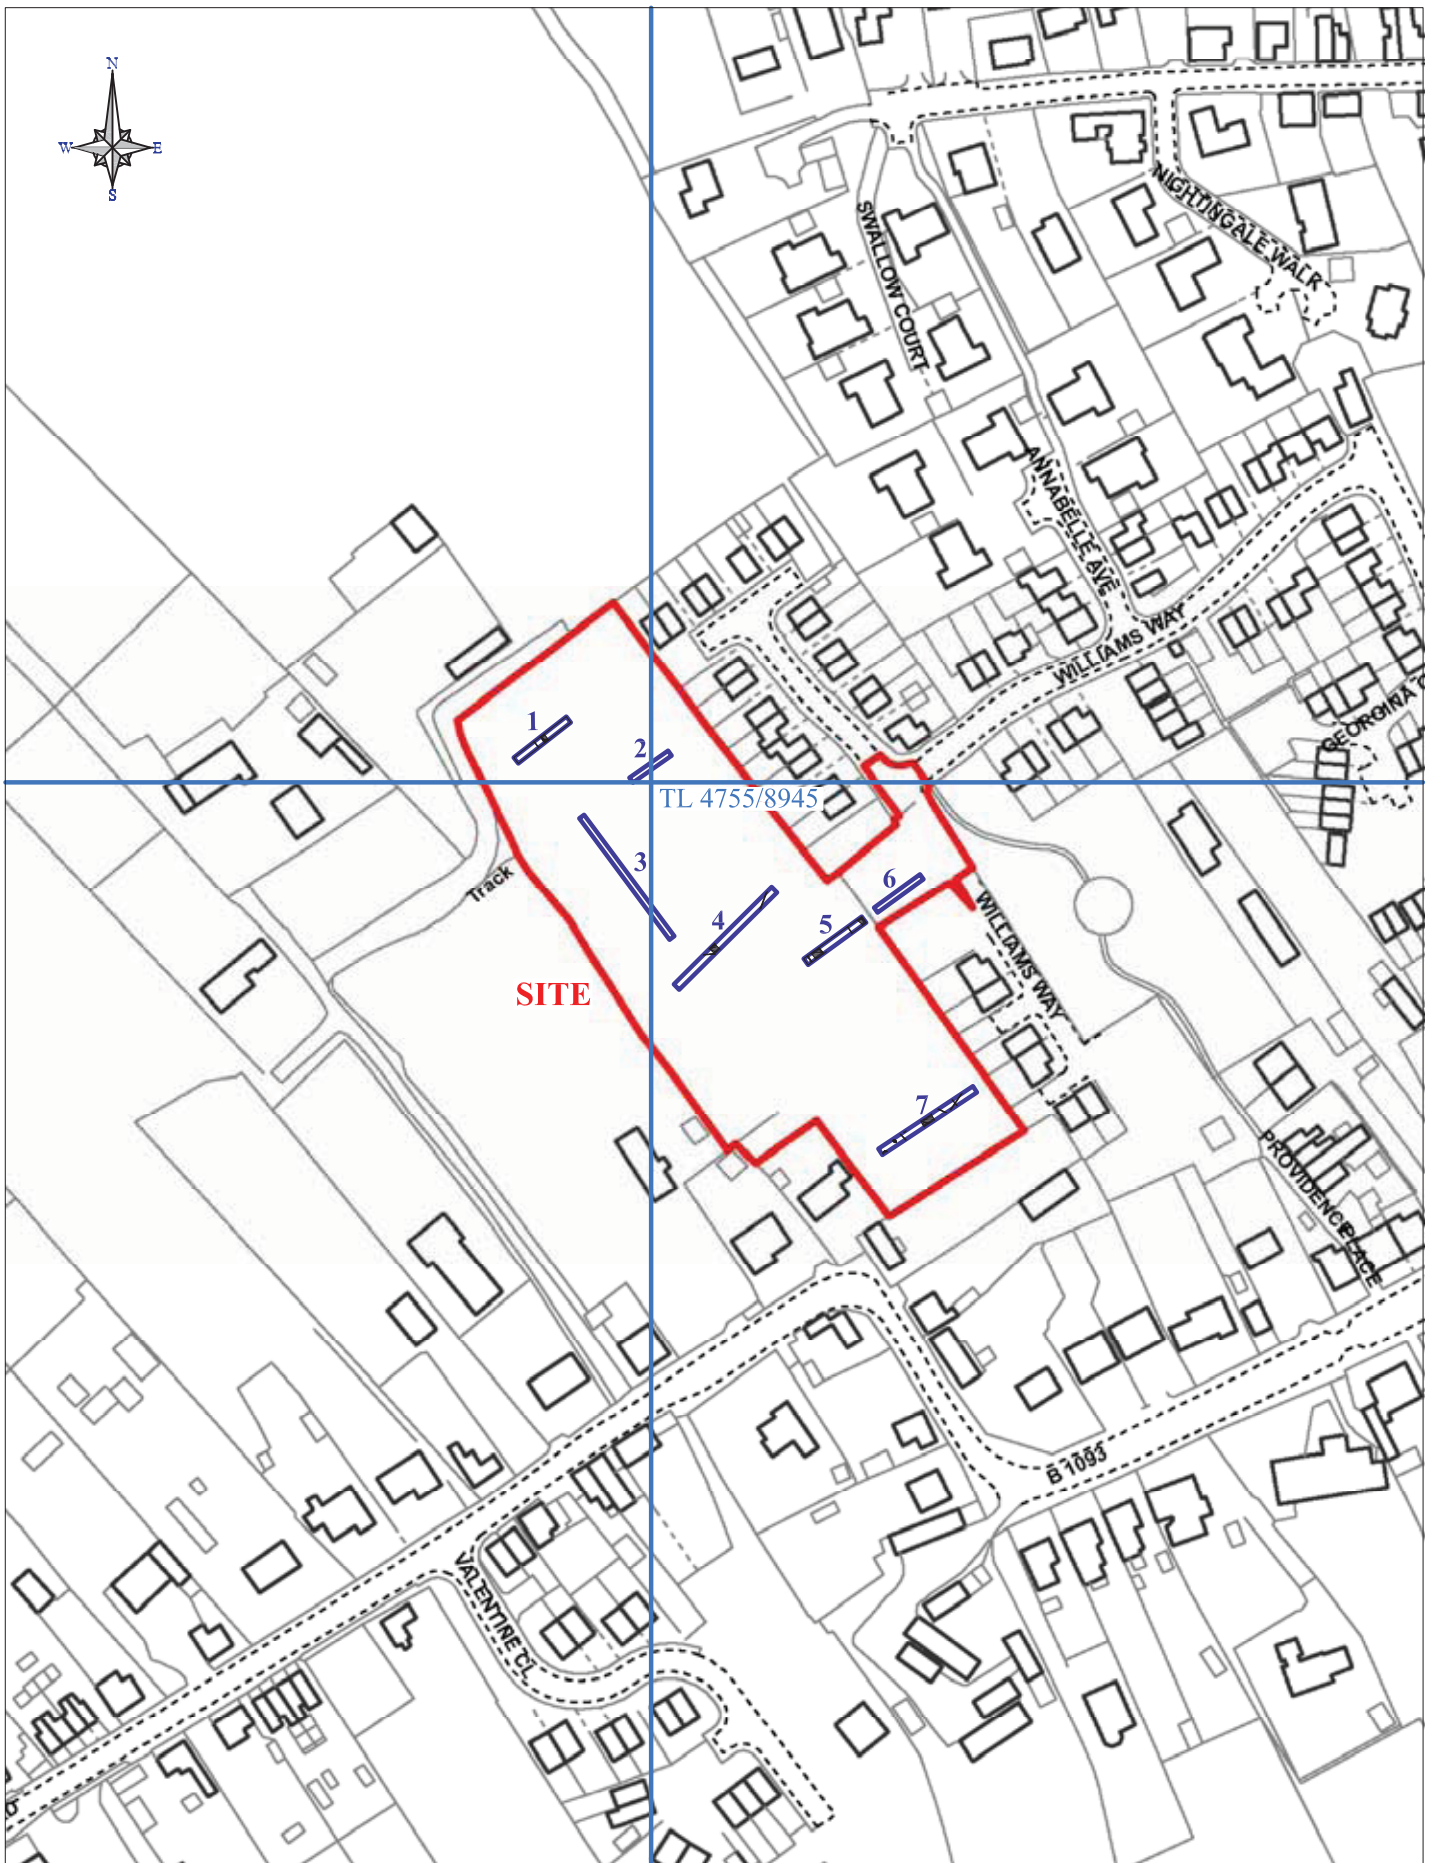 N
W E
S
SWALLOW COURT
NIGHTINGALE WALK
ANNABELLE AVE
WILLIAMS WAY
GEORGINA C
1
2
TL 4755/8945
3
Track
4
5
6
WILLIAMS WAY
SITE
7
PROVIDENCE PLACE
B 1093
VALENTINE CL